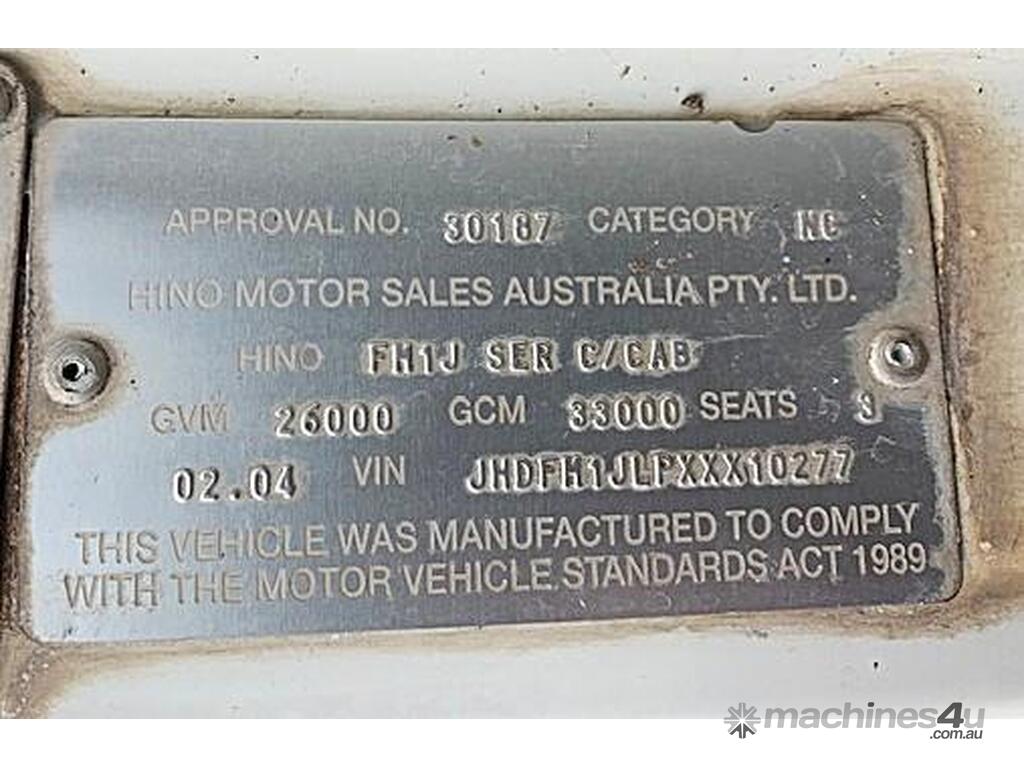 APPROVAL NO. 30187 CATEGORY NC
HINO MOTOR SALES AUSTRALIA PTY. LTD.
HINO FH1J SER C/CAB
GVM 26000 GCM 33000 SEATS 3
02.04 VIN JHDFH1JLPXXX10277
THIS VEHICLE WAS MANUFACTURED TO COMPLY
WITH THE MOTOR VEHICLE STANDARDS ACT 1989
machines4u
.com.au